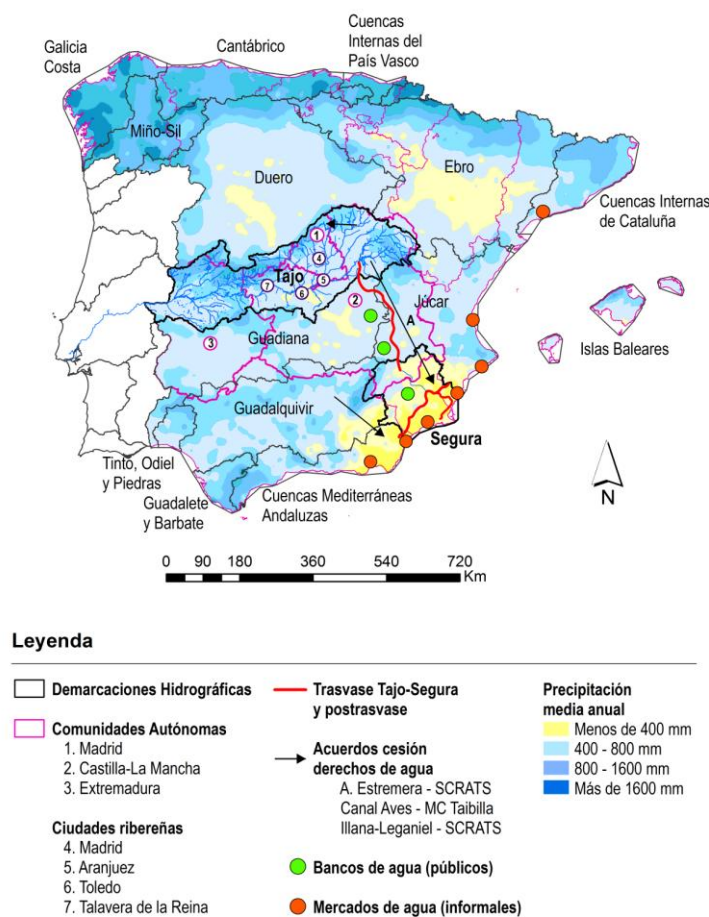 Galicia
Costa
Cantábrico
Cuencas
Internas del
País Vasco
Miño-Sil
Duero
Ebro
Cuencas Internas
de Cataluña
1
4
Tajo
5
7
6
2
Júcar
A
3
Guadiana
Islas Baleares
Guadalquivir
Segura
Tinto, Odiel
y Piedras
Guadalete
y Barbate
Cuencas Mediterráneas
Andaluzas
N
0 90 180 360 540 720
Km
Leyenda
Demarcaciones Hidrográficas
Comunidades Autónomas
1. Madrid
2. Castilla-La Mancha
3. Extremadura
Ciudades ribereñas
4. Madrid
5. Aranjuez
6. Toledo
7. Talavera de la Reina
Trasvase Tajo-Segura
y postrasvase
Acuerdos cesión
derechos de agua
A. Estremera - SCRATS
Canal Aves - MC Taibilla
Illana-Leganiel - SCRATS
Bancos de agua (públicos)
Mercados de agua (informales)
Precipitación
media anual
Menos de 400 mm
400 - 800 mm
800 - 1600 mm
Más de 1600 mm